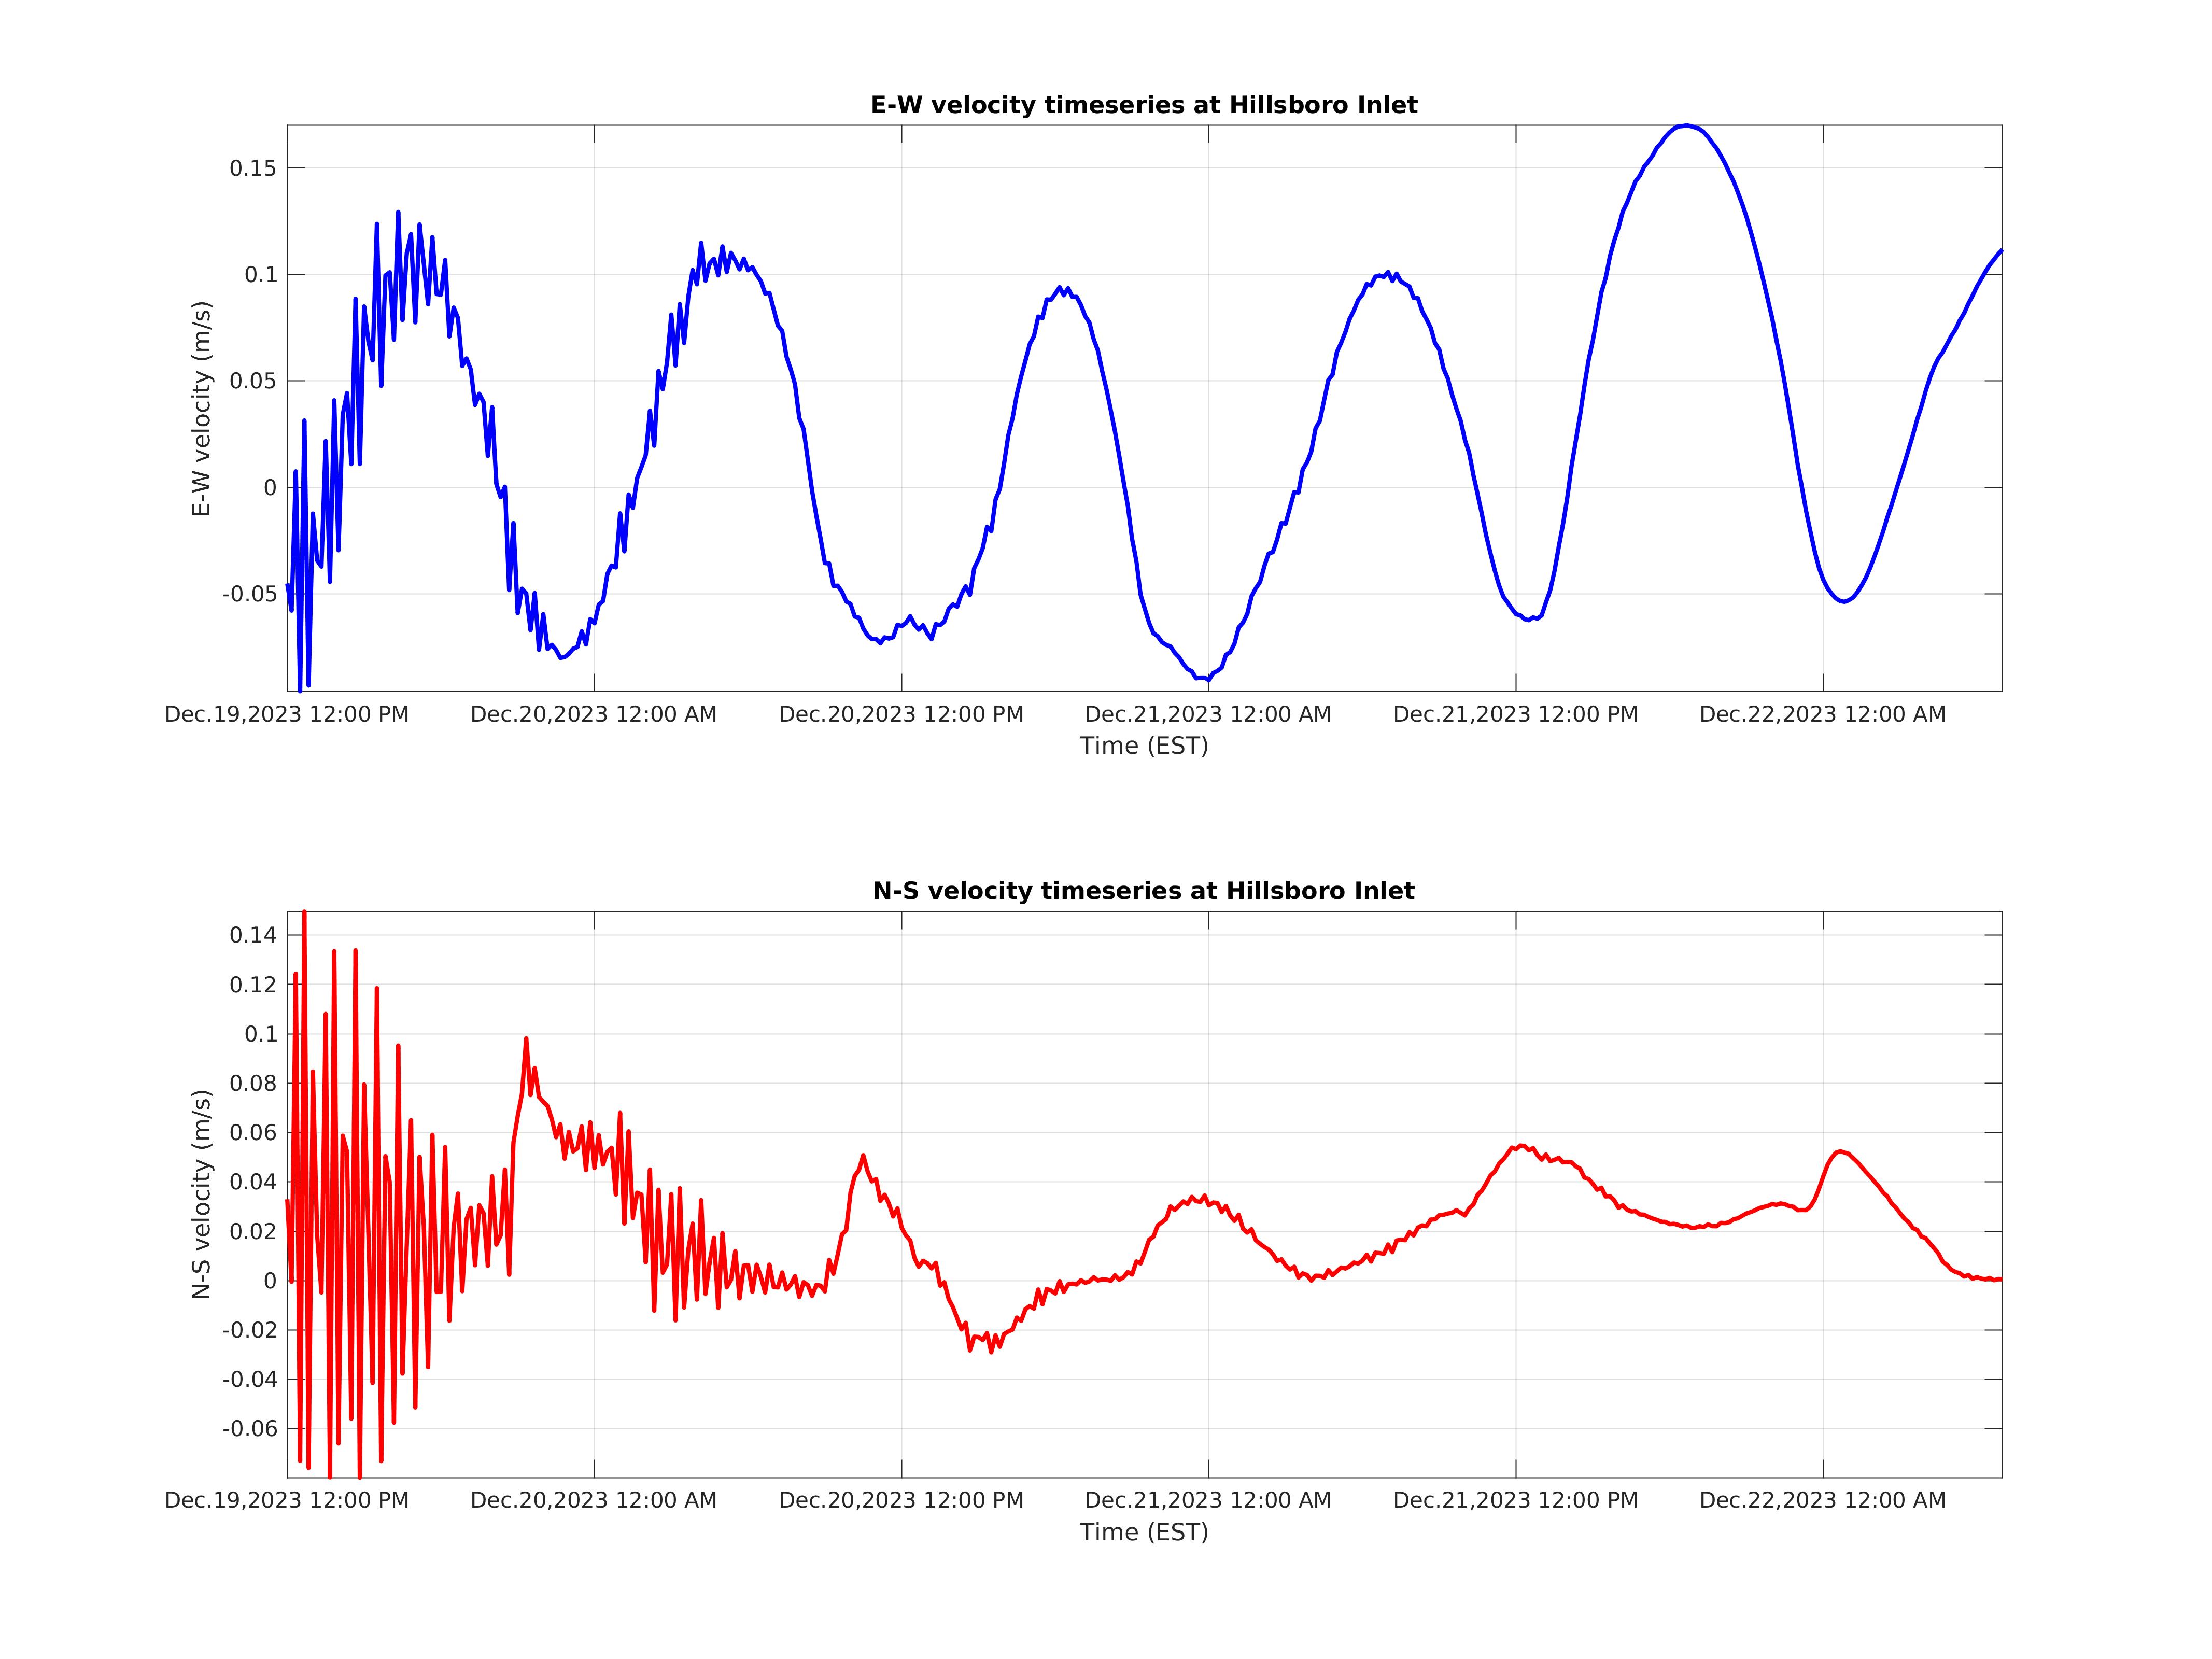 E-W velocity timeseries at Hillsboro Inlet
0.15
0.1
0.05
0
-0.05
E-W velocity (m/s)
Dec.19,2023 12:00 PM Dec.20,2023 12:00 AM Dec.20,2023 12:00 PM Dec.21,2023 12:00 AM Dec.21,2023 12:00 PM Dec.22,2023 12:00 AM
Time (EST)
N-S velocity timeseries at Hillsboro Inlet
0.14
0.12
0.1
0.08
0.06
0.04
0.02
0
-0.02
-0.04
-0.06
N-S velocity (m/s)
Dec.19,2023 12:00 PM Dec.20,2023 12:00 AM Dec.20,2023 12:00 PM Dec.21,2023 12:00 AM Dec.21,2023 12:00 PM Dec.22,2023 12:00 AM
Time (EST)